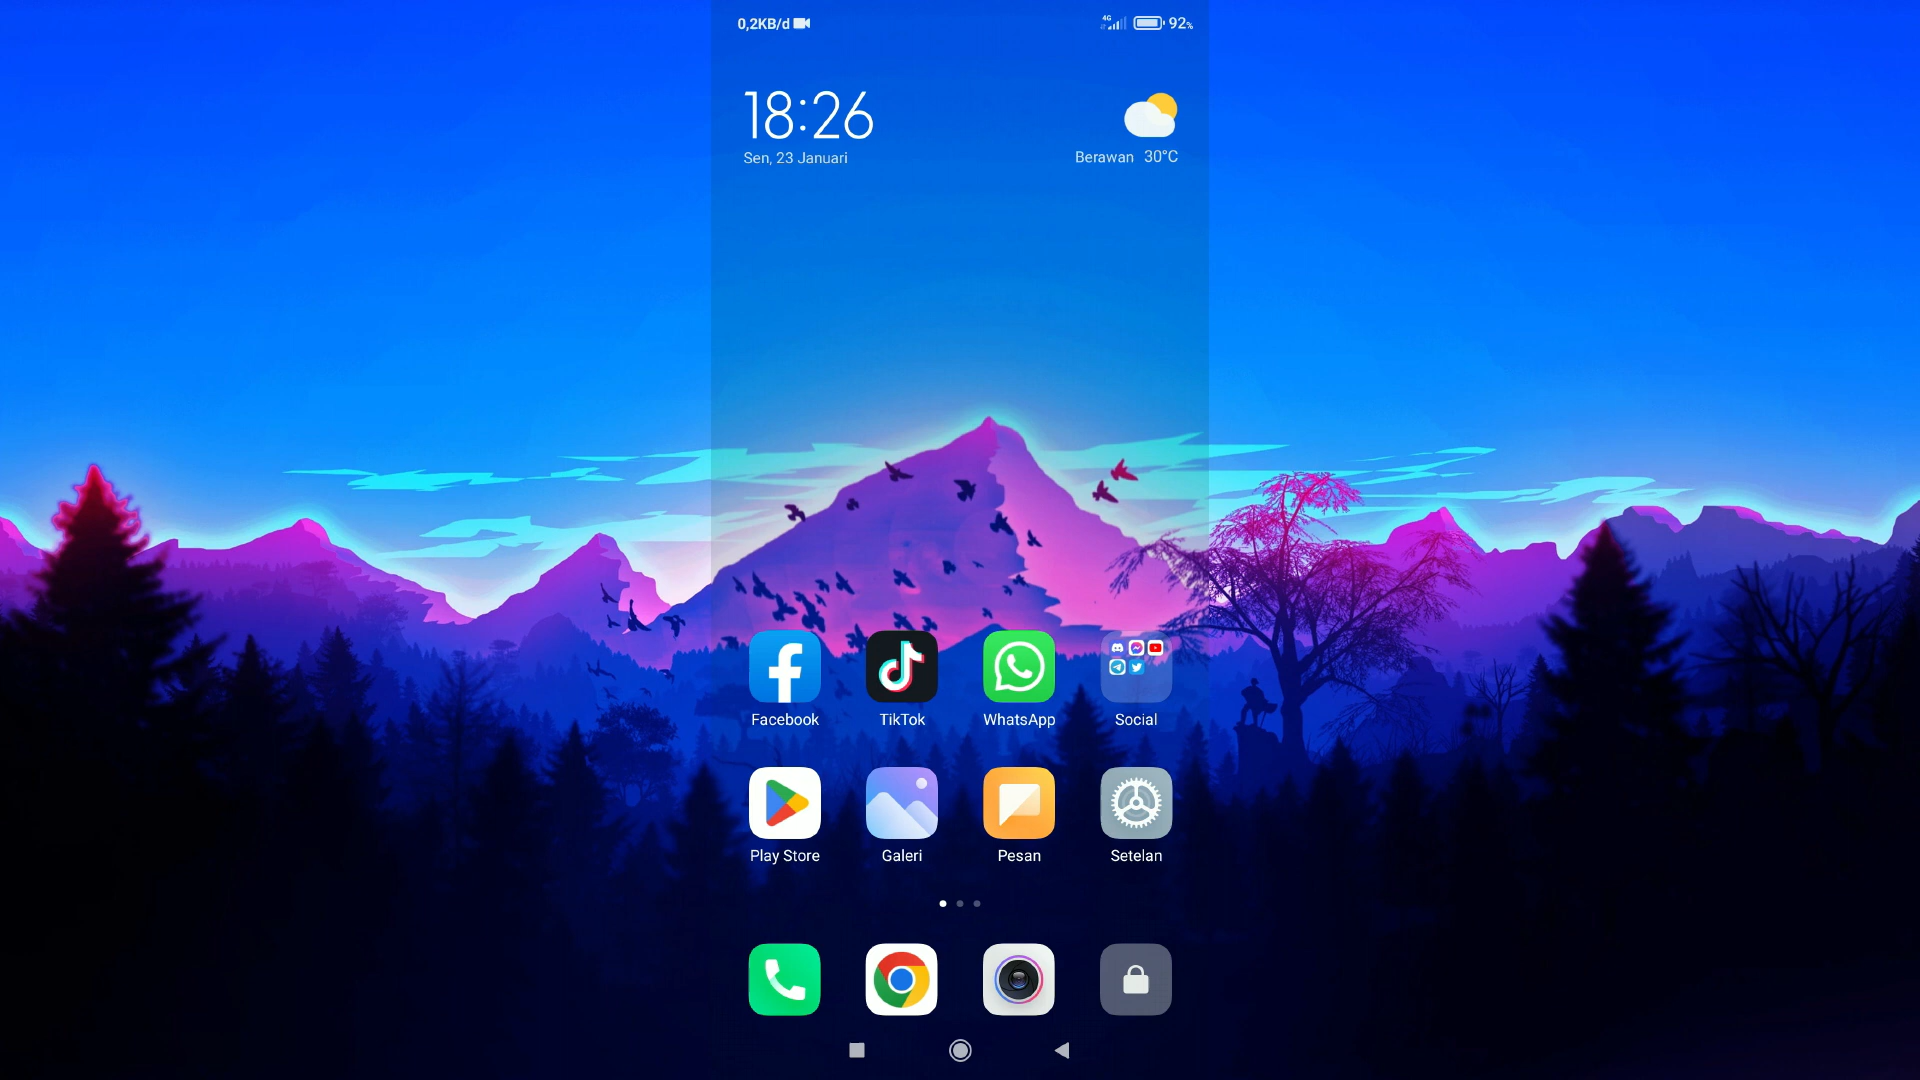 0,2KB/d
4G
92%
18:26
Sen, 23 Januari
Berawan 30°C
Facebook
TikTok
WhatsApp
Social
Play Store
Galeri
Pesan
Setelan